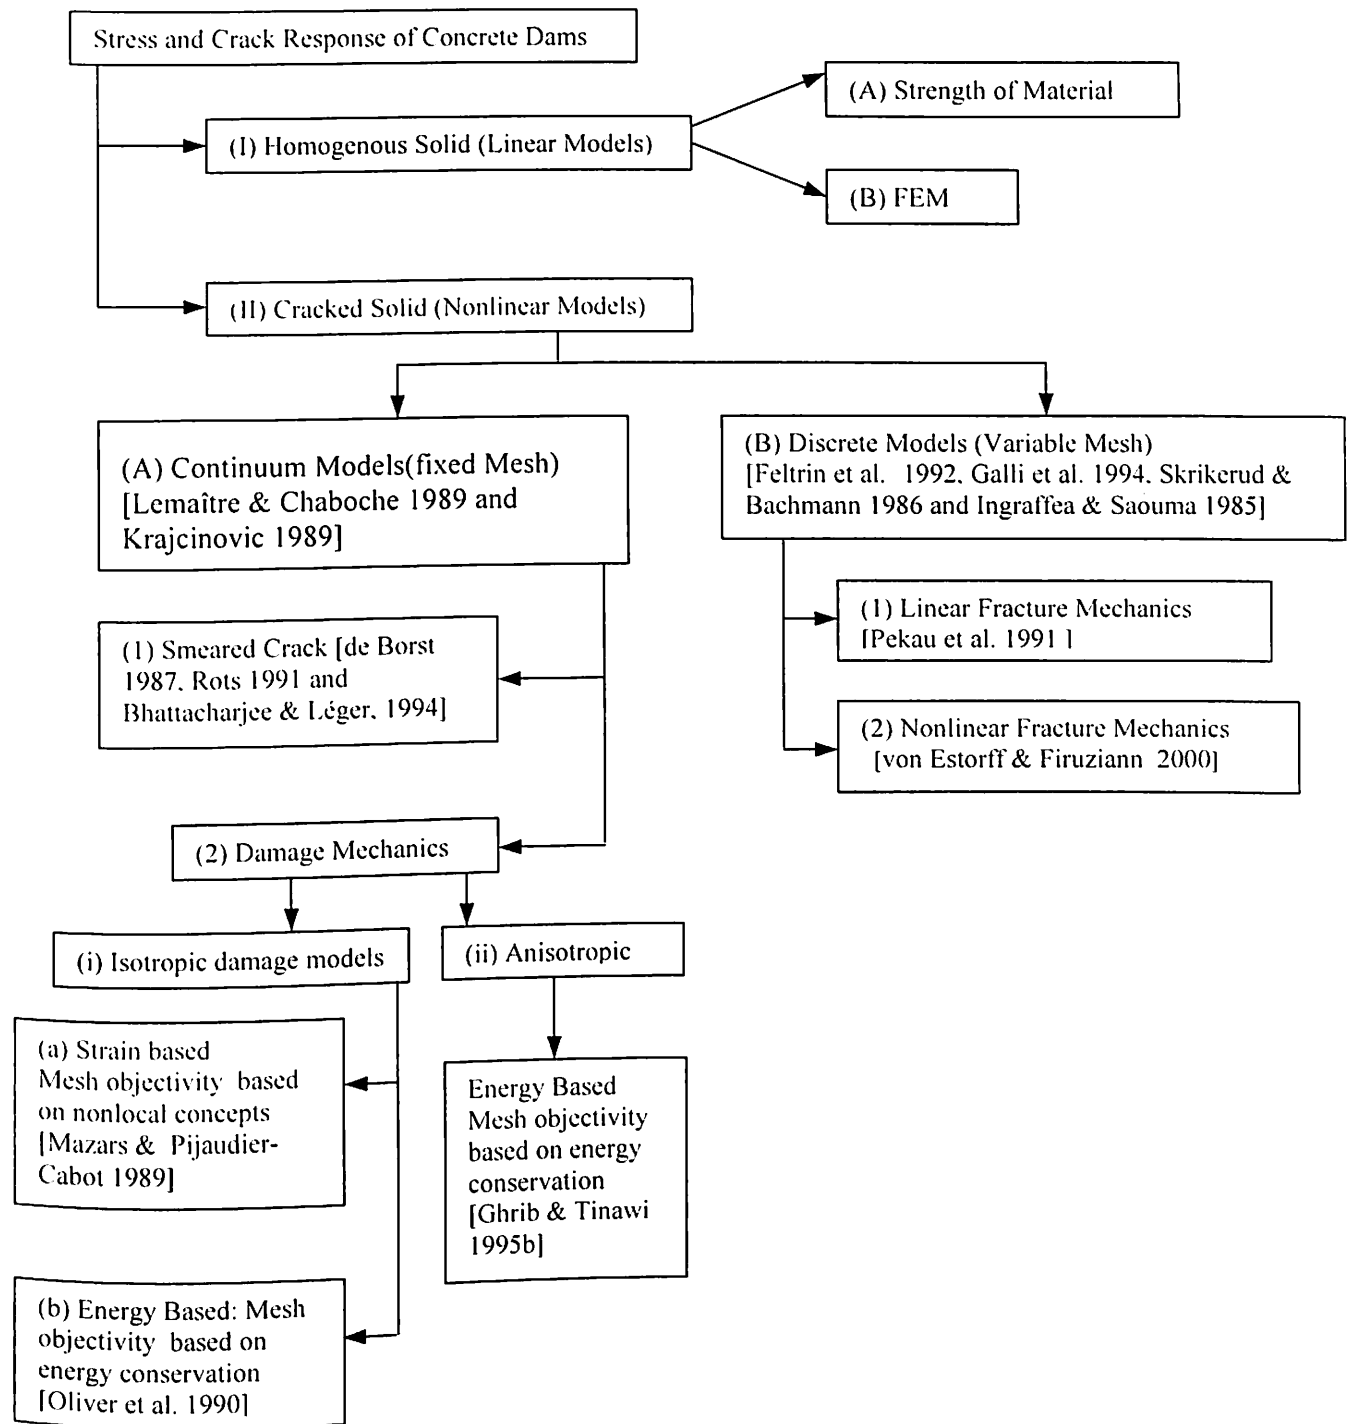 Stress and Crack Response of Concrete Dams
(A) Strength of Material
(I) Homogenous Solid (Linear Models)
(B) FEM
(II) Cracked Solid (Nonlinear Models)
(A) Continuum Models(fixed Mesh)
[Lemaître & Chaboche 1989 and
Krajcinovic 1989]
(B) Discrete Models (Variable Mesh)
[Feltrin et al. 1992, Galli et al. 1994, Skrikerud &
Bachmann 1986 and Ingraffea & Saouma 1985]
(1) Linear Fracture Mechanics
[Pekau et al. 1991 ]
(1) Smeared Crack [de Borst
1987, Rots 1991 and
Bhattacharjee & Léger, 1994]
(2) Nonlinear Fracture Mechanics
[von Estorff & Firuziann 2000]
(2) Damage Mechanics
(i) Isotropic damage models
(ii) Anisotropic
(a) Strain based
Mesh objectivity based
on nonlocal concepts
[Mazars & Pijaudier-
Cabot 1989]
Energy Based
Mesh objectivity
based on energy
conservation
[Ghrib & Tinawi
1995b]
(b) Energy Based: Mesh
objectivity based on
energy conservation
[Oliver et al. 1990]